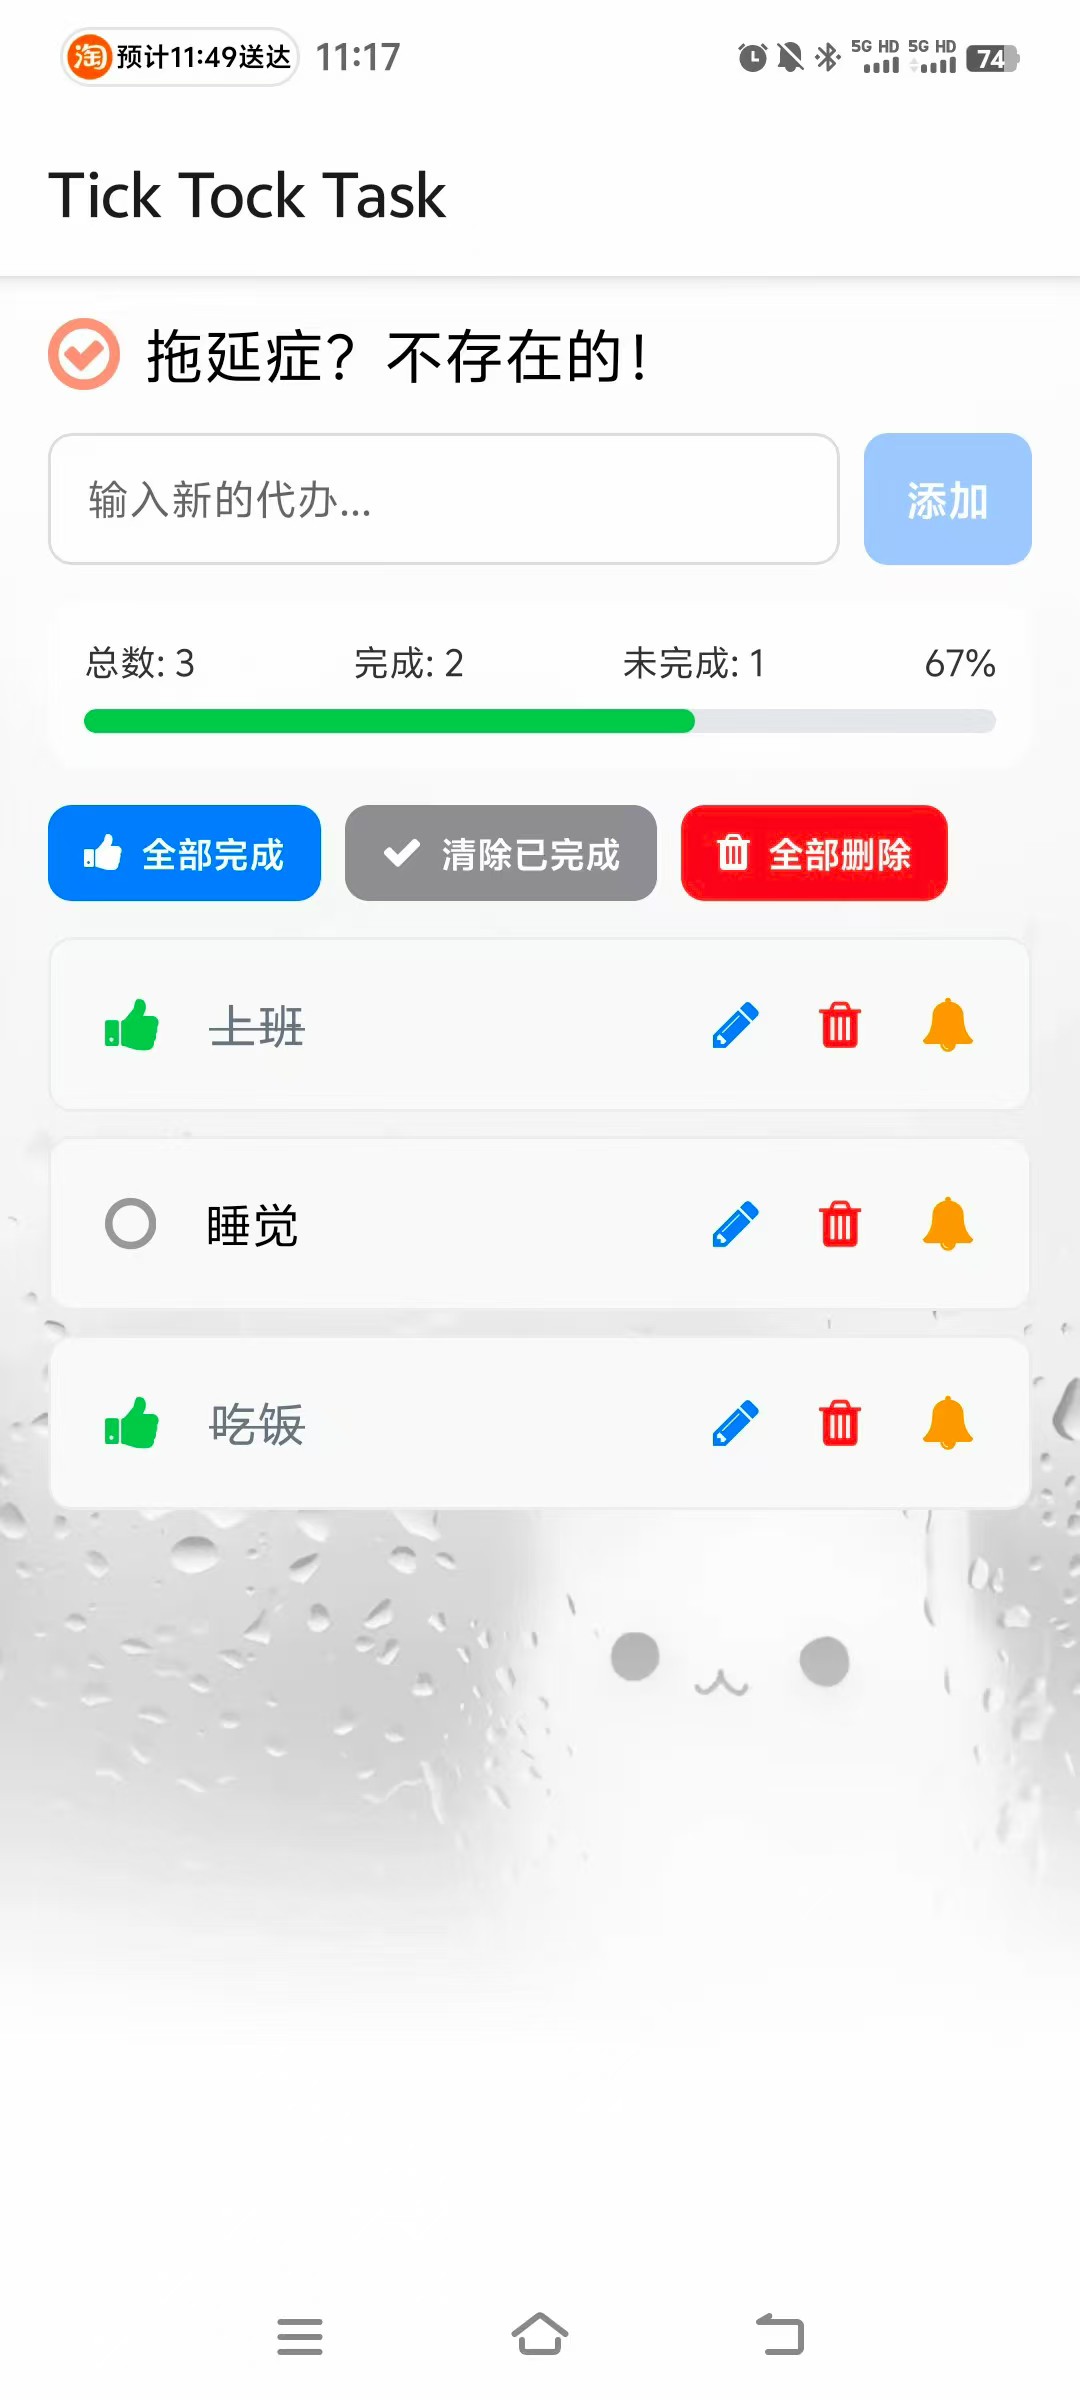 淘 预计11:49送达 11:17 5G HD 5G HD 74
Tick Tock Task
拖延症？不存在的！
输入新的代办... 添加
总数: 3 完成: 2 未完成: 1 67%
全部完成 清除已完成 全部删除
上班
睡觉
吃饭